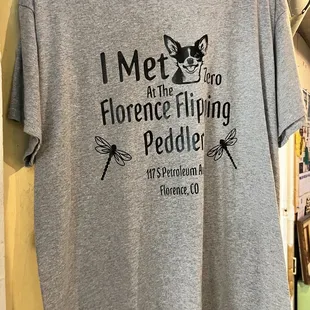 I Met Zero
At The
Florence Flipping
Peddler
117 S Petroleum A
Florence, CO